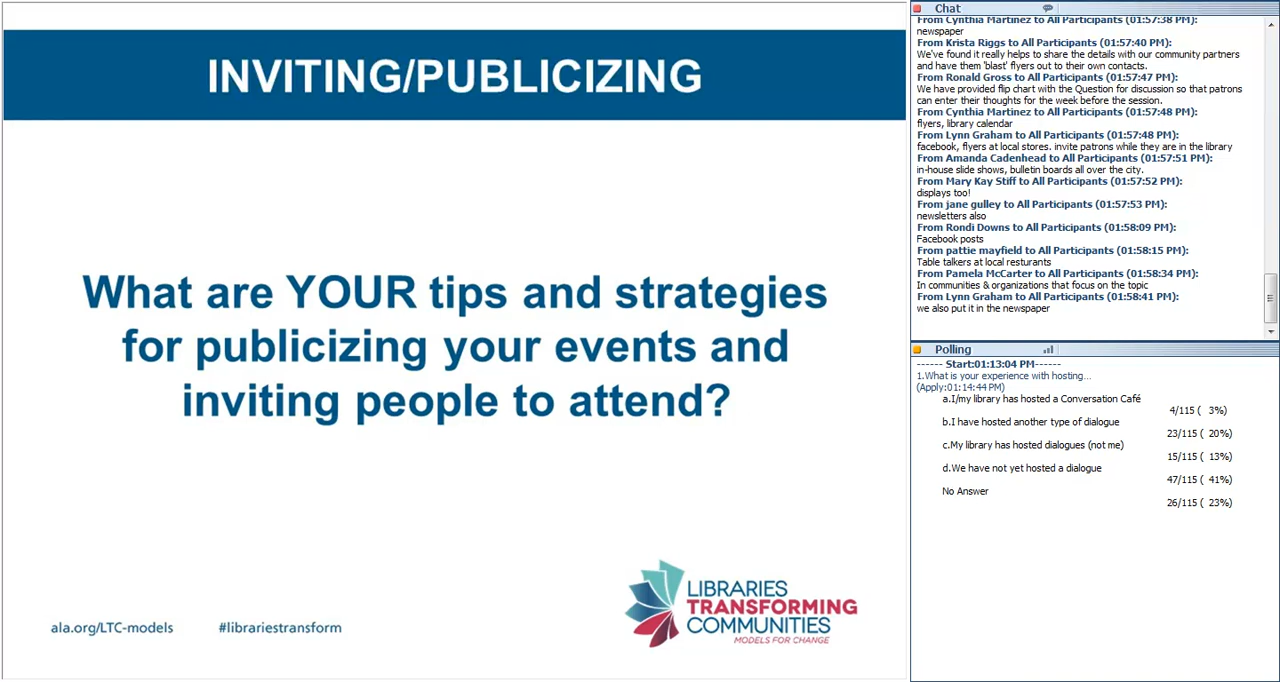 INVITING/PUBLICIZING
What are YOUR tips and strategies
for publicizing your events and
inviting people to attend?
ala.org/LTC-models
#librariestransform
LIBRARIES
TRANSFORMING
COMMUNITIES
MODELS FOR CHANGE
Chat
From Cynthia Martinez to All Participants (01:57:38 PM):
newspaper
From Krista Riggs to All Participants (01:57:40 PM):
We've found it really helps to share the details with our community partners
and have them 'blast' flyers out to their own contacts.
From Ronald Gross to All Participants (01:57:47 PM):
We have provided flip chart with the Question for discussion so that patrons
can enter their thoughts for the week before the session.
From Cynthia Martinez to All Participants (01:57:48 PM):
flyers, library calendar
From Lynn Graham to All Participants (01:57:48 PM):
facebook, flyers at local stores. invite patrons while they are in the library
From Amanda Cadenhead to All Participants (01:57:51 PM):
in-house slide shows, bulletin boards all over the city.
From Mary Kay Stiff to All Participants (01:57:52 PM):
displays too!
From jane gulley to All Participants (01:57:53 PM):
newsletters also
From Rondi Downs to All Participants (01:58:09 PM):
Facebook posts
From pattie mayfield to All Participants (01:58:15 PM):
Table talkers at local resturants
From Pamela McCarter to All Participants (01:58:34 PM):
In communities & organizations that focus on the topic
From Lynn Graham to All Participants (01:58:41 PM):
we also put it in the newspaper
Polling
------ Start:01:13:04 PM------
1.What is your experience with hosting...
(Apply:01:14:44 PM)
a.I/my library has hosted a Conversation Café
4/115 ( 3%)
b.I have hosted another type of dialogue
23/115 ( 20%)
c.My library has hosted dialogues (not me)
15/115 ( 13%)
d.We have not yet hosted a dialogue
47/115 ( 41%)
No Answer
26/115 ( 23%)